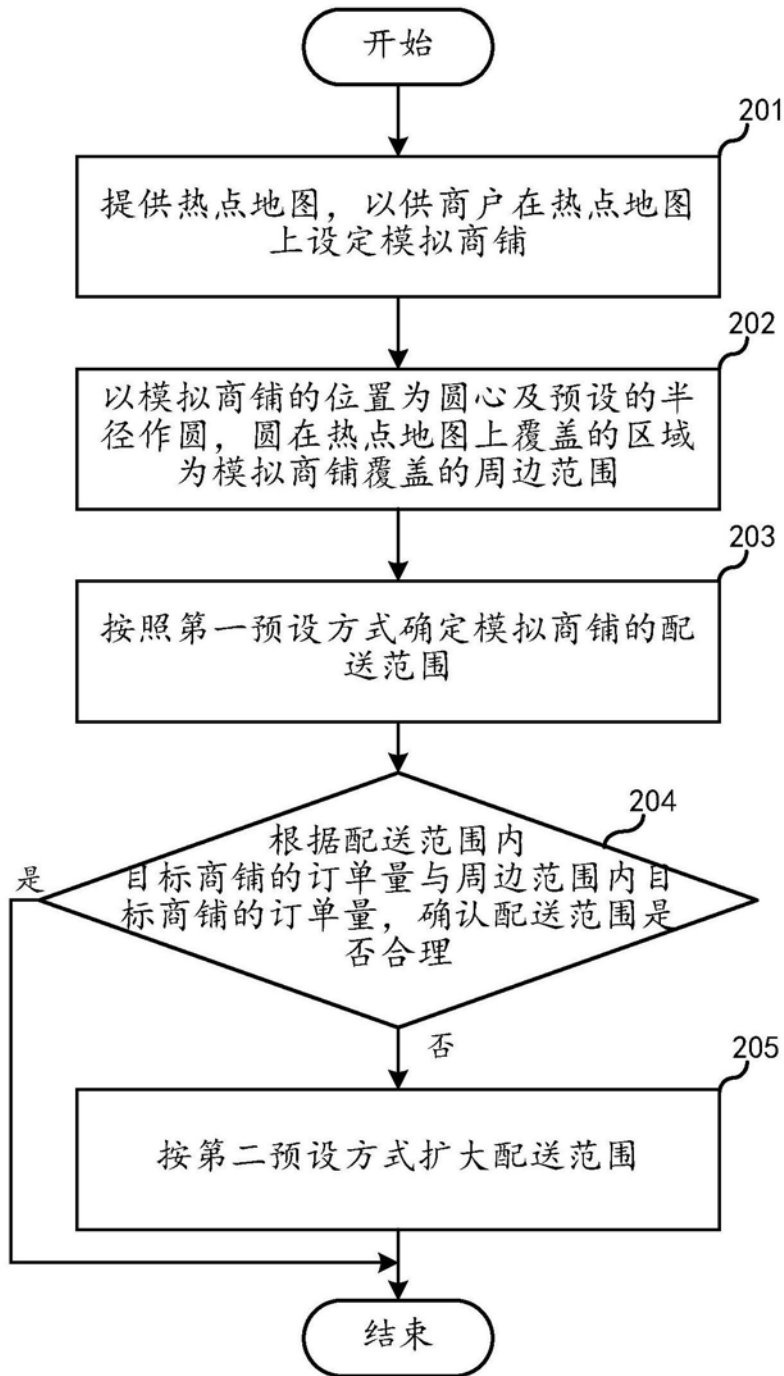 开始
201
提供热点地图，以供商户在热点地图
上设定模拟商铺
202
以模拟商铺的位置为圆心及预设的半
径作圆，圆在热点地图上覆盖的区域
为模拟商铺覆盖的周边范围
203
按照第一预设方式确定模拟商铺的配
送范围
204
根据配送范围内
是
目标商铺的订单量与周边范围内目
标商铺的订单量，确认配送范围是
否合理
否
205
按第二预设方式扩大配送范围
结束